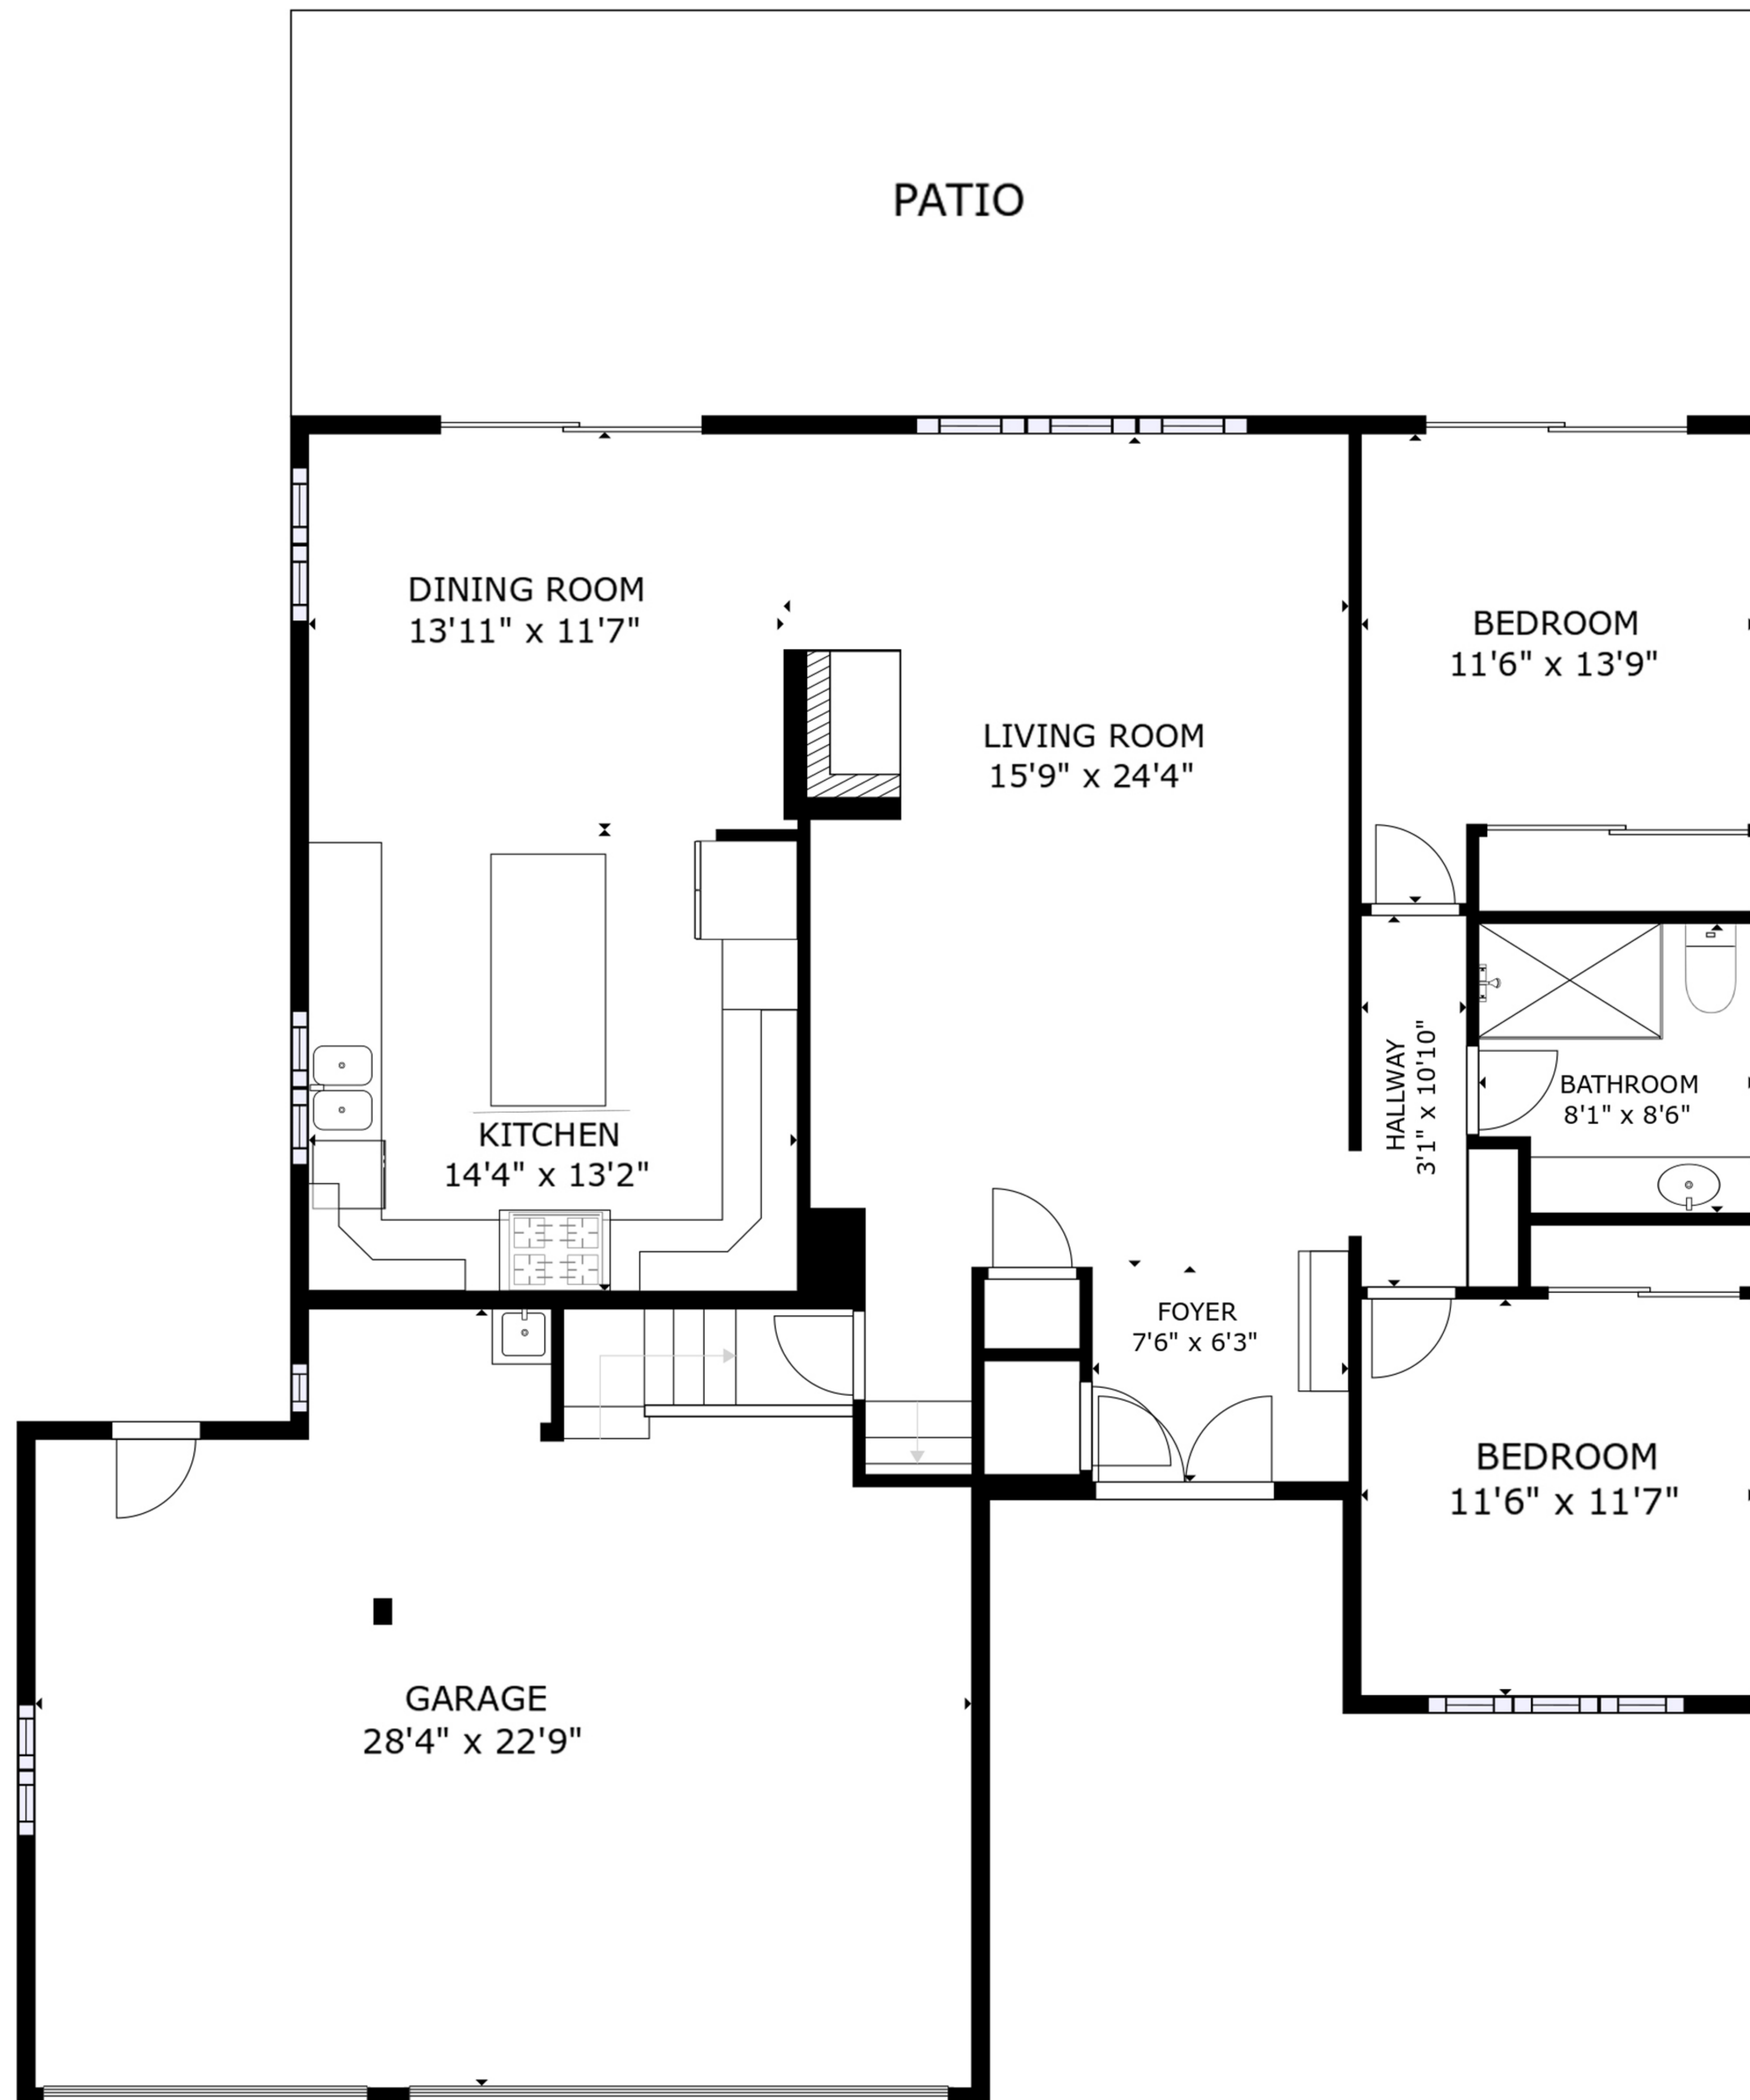 PATIO
DINING ROOM
13'11" x 11'7"
BEDROOM
11'6" x 13'9"
LIVING ROOM
15'9" x 24'4"
HALLWAY
3'1" x 10'10"
BATHROOM
8'1" x 8'6"
KITCHEN
14'4" x 13'2"
FOYER
7'6" x 6'3"
BEDROOM
11'6" x 11'7"
GARAGE
28'4" x 22'9"